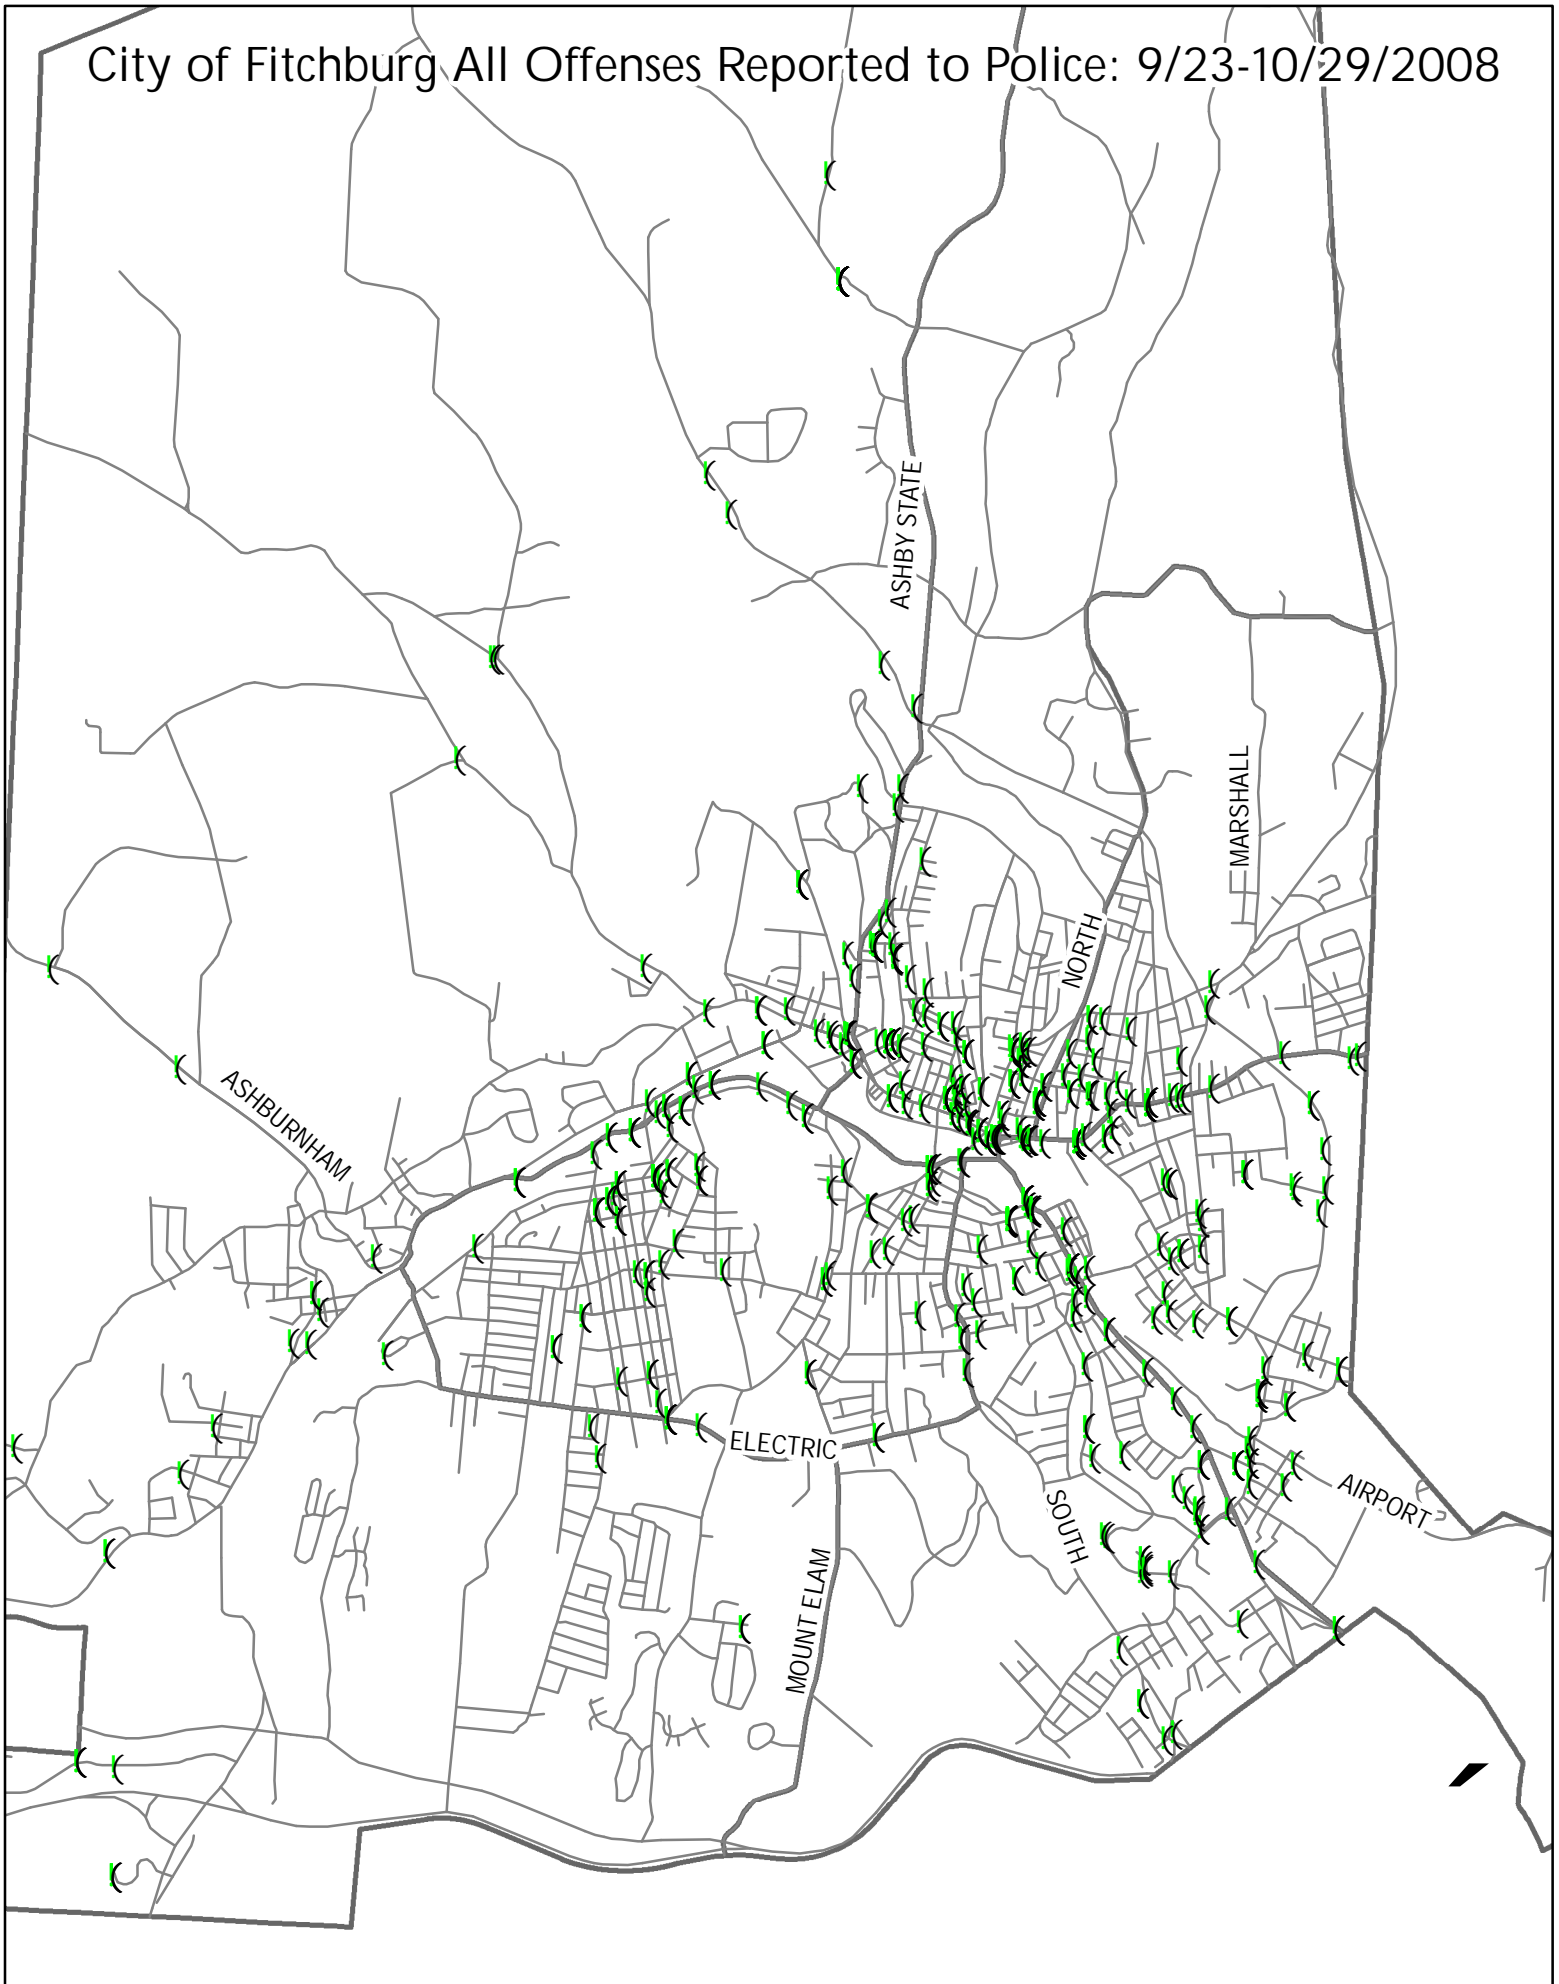 City of Fitchburg All Offenses Reported to Police: 9/23-10/29/2008
ASHBY STATE
MARSHALL
NORTH
ASHBURNHAM
ELECTRIC
AIRPORT
SOUTH
MOUNT ELAM